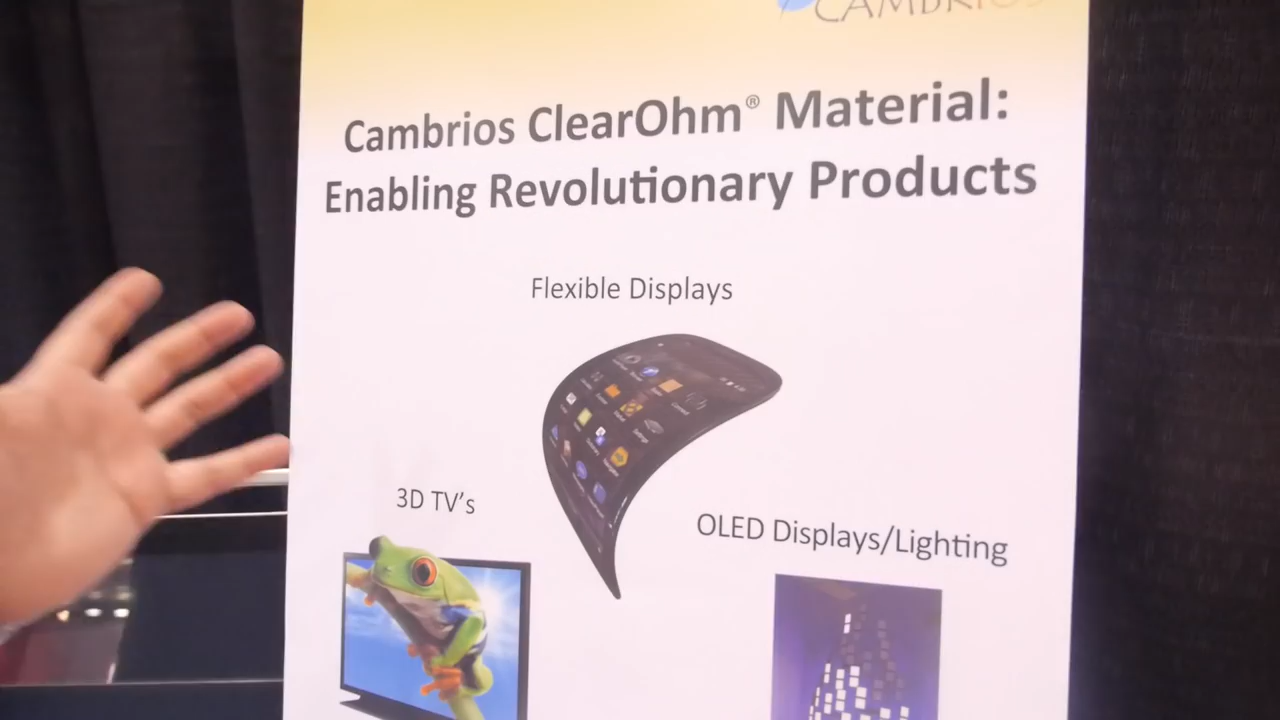 CAMBRIOS
Cambrios ClearOhm® Material:
Enabling Revolutionary Products
Flexible Displays
3D TV's
OLED Displays/Lighting